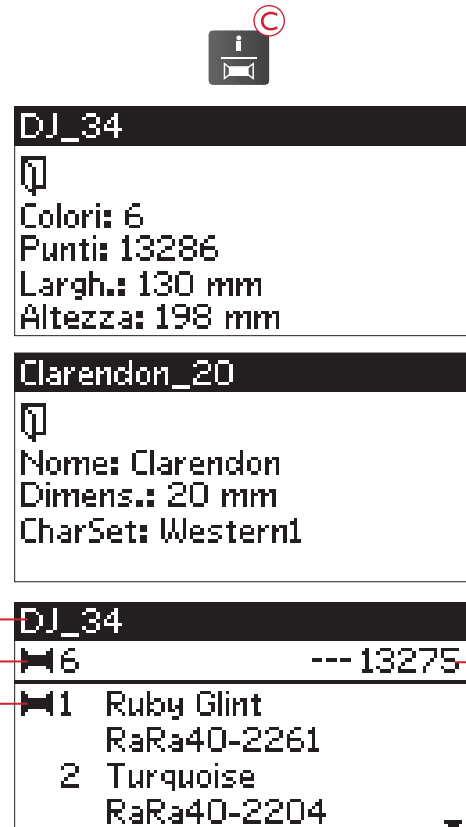 C
i
DJ_34
Colori: 6
Punti: 13286
Largh.: 130 mm
Altezza: 198 mm
Clarendon_20
Nome: Clarendon
Dimens.: 20 mm
CharSet: Western1
DJ_34
6 --- 13275
1 Ruby Glint
RaRa40-2261
2 Turquoise
RaRa40-2204